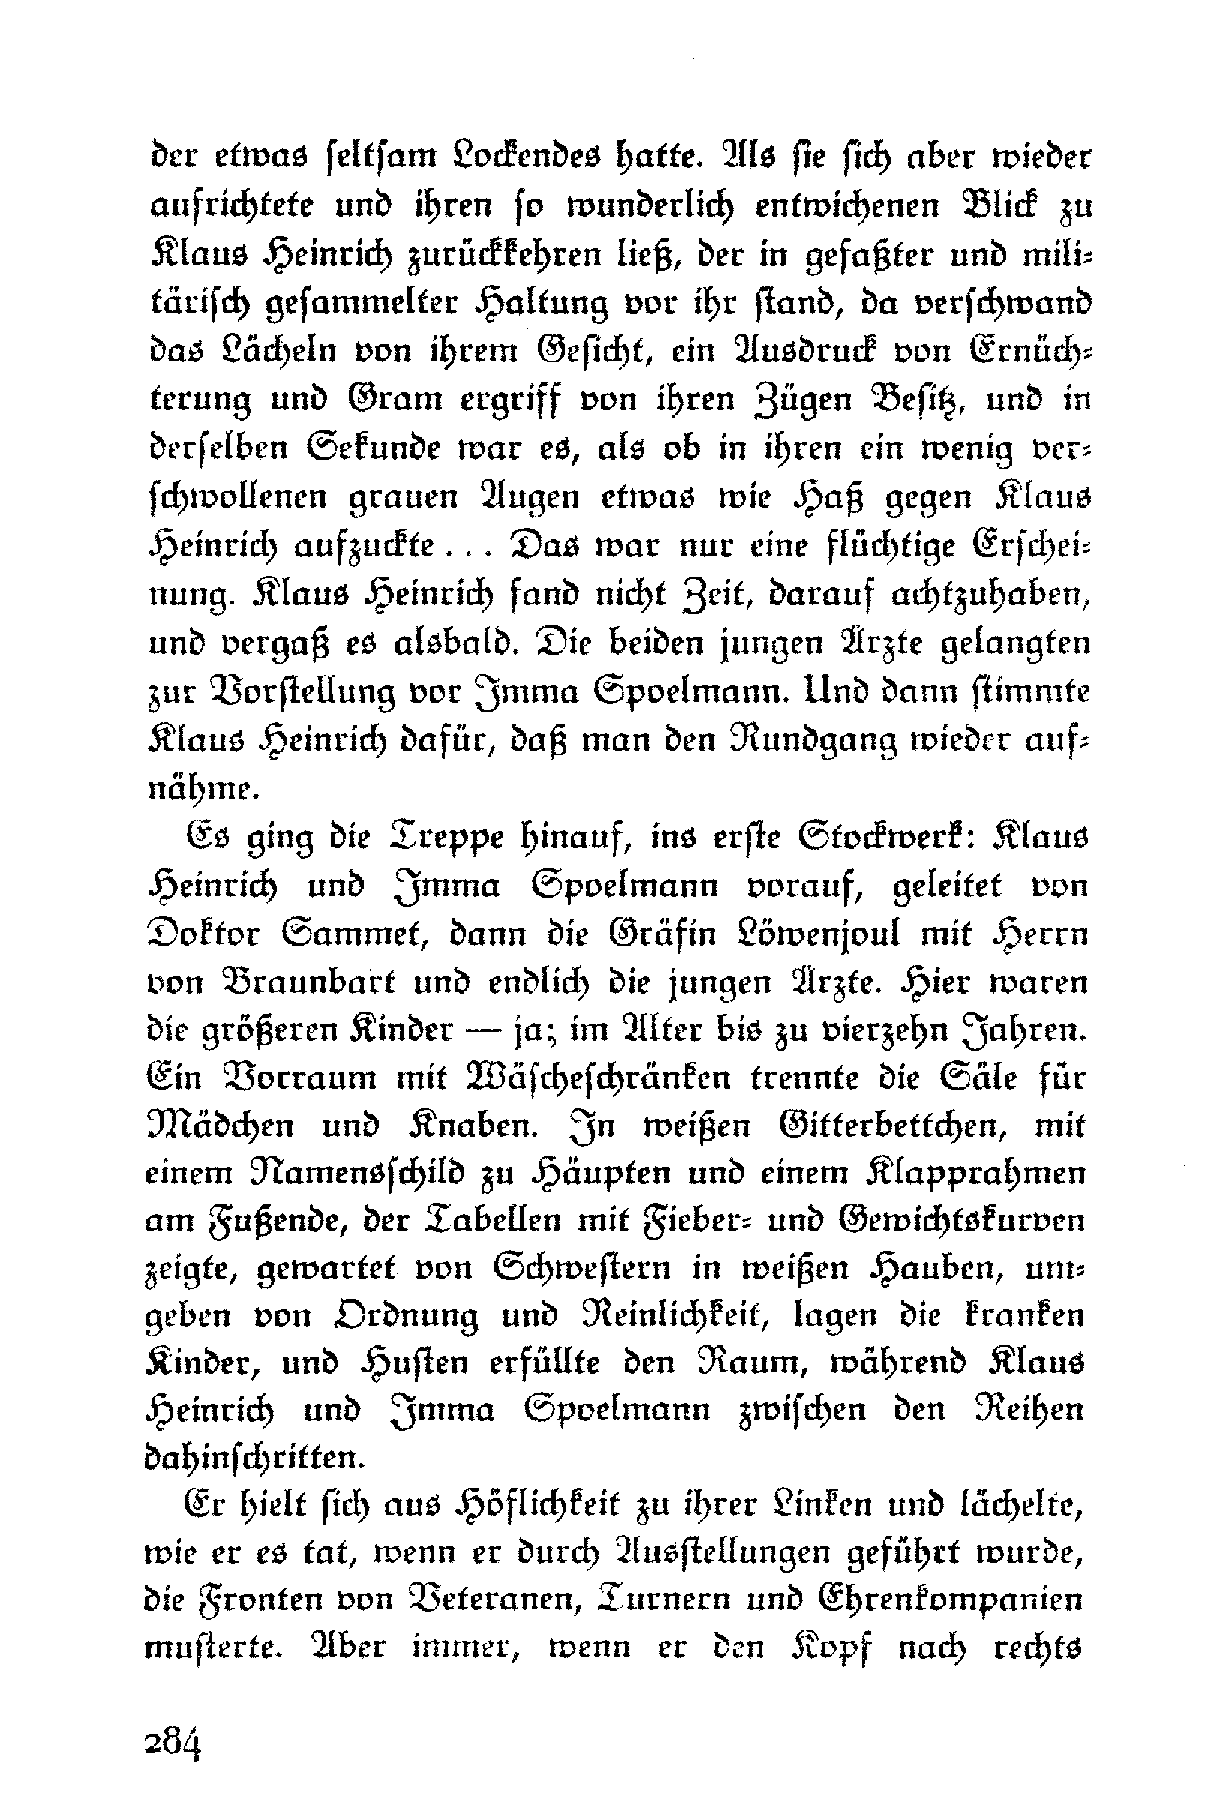 der etwas seltsam Lockendes hatte. Als sie sich aber wieder
aufrichtete und ihren so wunderlich entwichenen Blick zu
Klaus Heinrich zurückkehren ließ, der in gefaßter und mili-
tärisch gesammelter Haltung vor ihr stand, da verschwand
das Lächeln von ihrem Gesicht, ein Ausdruck von Ernüch-
terung und Gram ergriff von ihren Zügen Besitz, und in
derselben Sekunde war es, als ob in ihren ein wenig ver-
schwollenen grauen Augen etwas wie Haß gegen Klaus
Heinrich aufzuckte . . . Das war nur eine flüchtige Erschei-
nung. Klaus Heinrich fand nicht Zeit, darauf achtzuhaben,
und vergaß es alsbald. Die beiden jungen Ärzte gelangten
zur Vorstellung vor Imma Spoelmann. Und dann stimmte
Klaus Heinrich dafür, daß man den Rundgang wieder auf-
nähme.
Es ging die Treppe hinauf, ins erste Stockwerk: Klaus
Heinrich und Imma Spoelmann vorauf, geleitet von
Doktor Sammet, dann die Gräfin Löwenjoul mit Herrn
von Braunbart und endlich die jungen Ärzte. Hier waren
die größeren Kinder — ja; im Alter bis zu vierzehn Jahren.
Ein Vorraum mit Wäscheschränken trennte die Säle für
Mädchen und Knaben. In weißen Gitterbettchen, mit
einem Namensschild zu Häupten und einem Klapprahmen
am Fußende, der Tabellen mit Fieber- und Gewichtskurven
zeigte, gewartet von Schwestern in weißen Hauben, um-
geben von Ordnung und Reinlichkeit, lagen die kranken
Kinder, und Husten erfüllte den Raum, während Klaus
Heinrich und Imma Spoelmann zwischen den Reihen
dahinschritten.
Er hielt sich aus Höflichkeit zu ihrer Linken und lächelte,
wie er es tat, wenn er durch Ausstellungen geführt wurde,
die Fronten von Veteranen, Turnern und Ehrenkompanien
musterte. Aber immer, wenn er den Kopf nach rechts
284